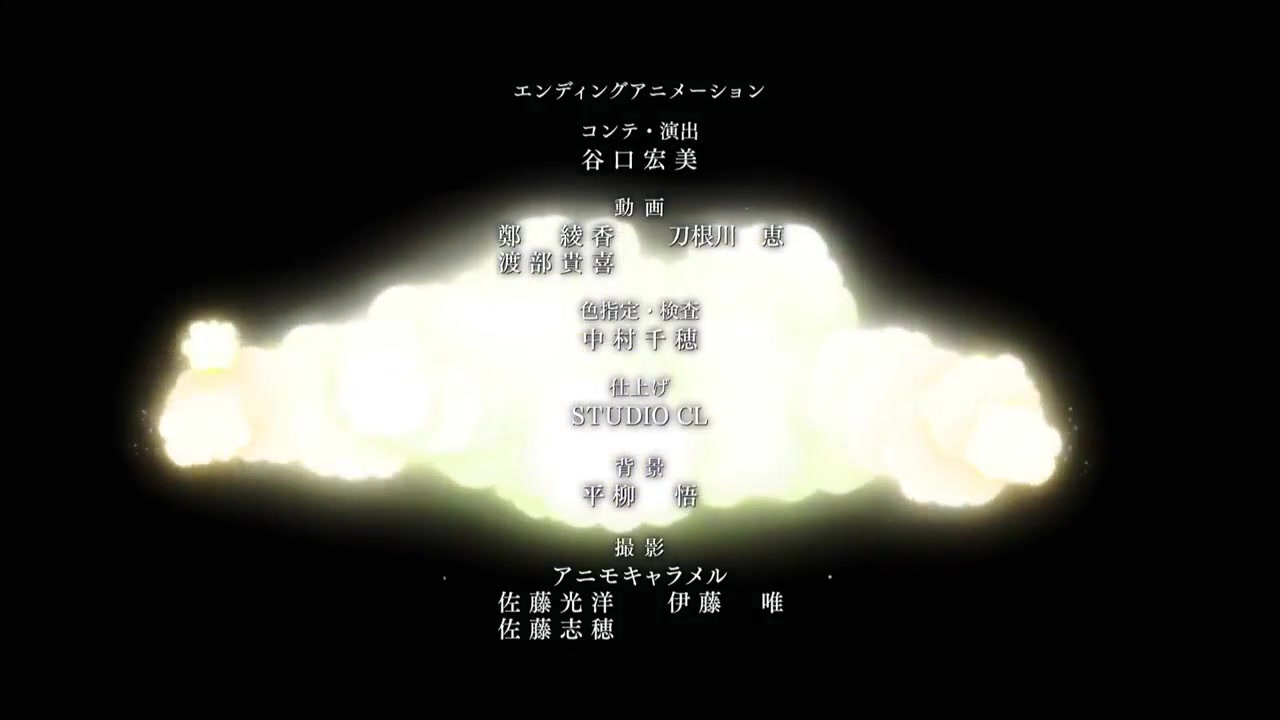 エンディングアニメーション
コンテ・演出
谷口宏美
動画
鄭 綾香 刀根川 恵
渡部貴喜
色指定・検査
中村千穂
仕上げ
STUDIO CL
背景
平柳 悟
撮影
アニモキャラメル
佐藤光洋 伊藤 唯
佐藤志穂